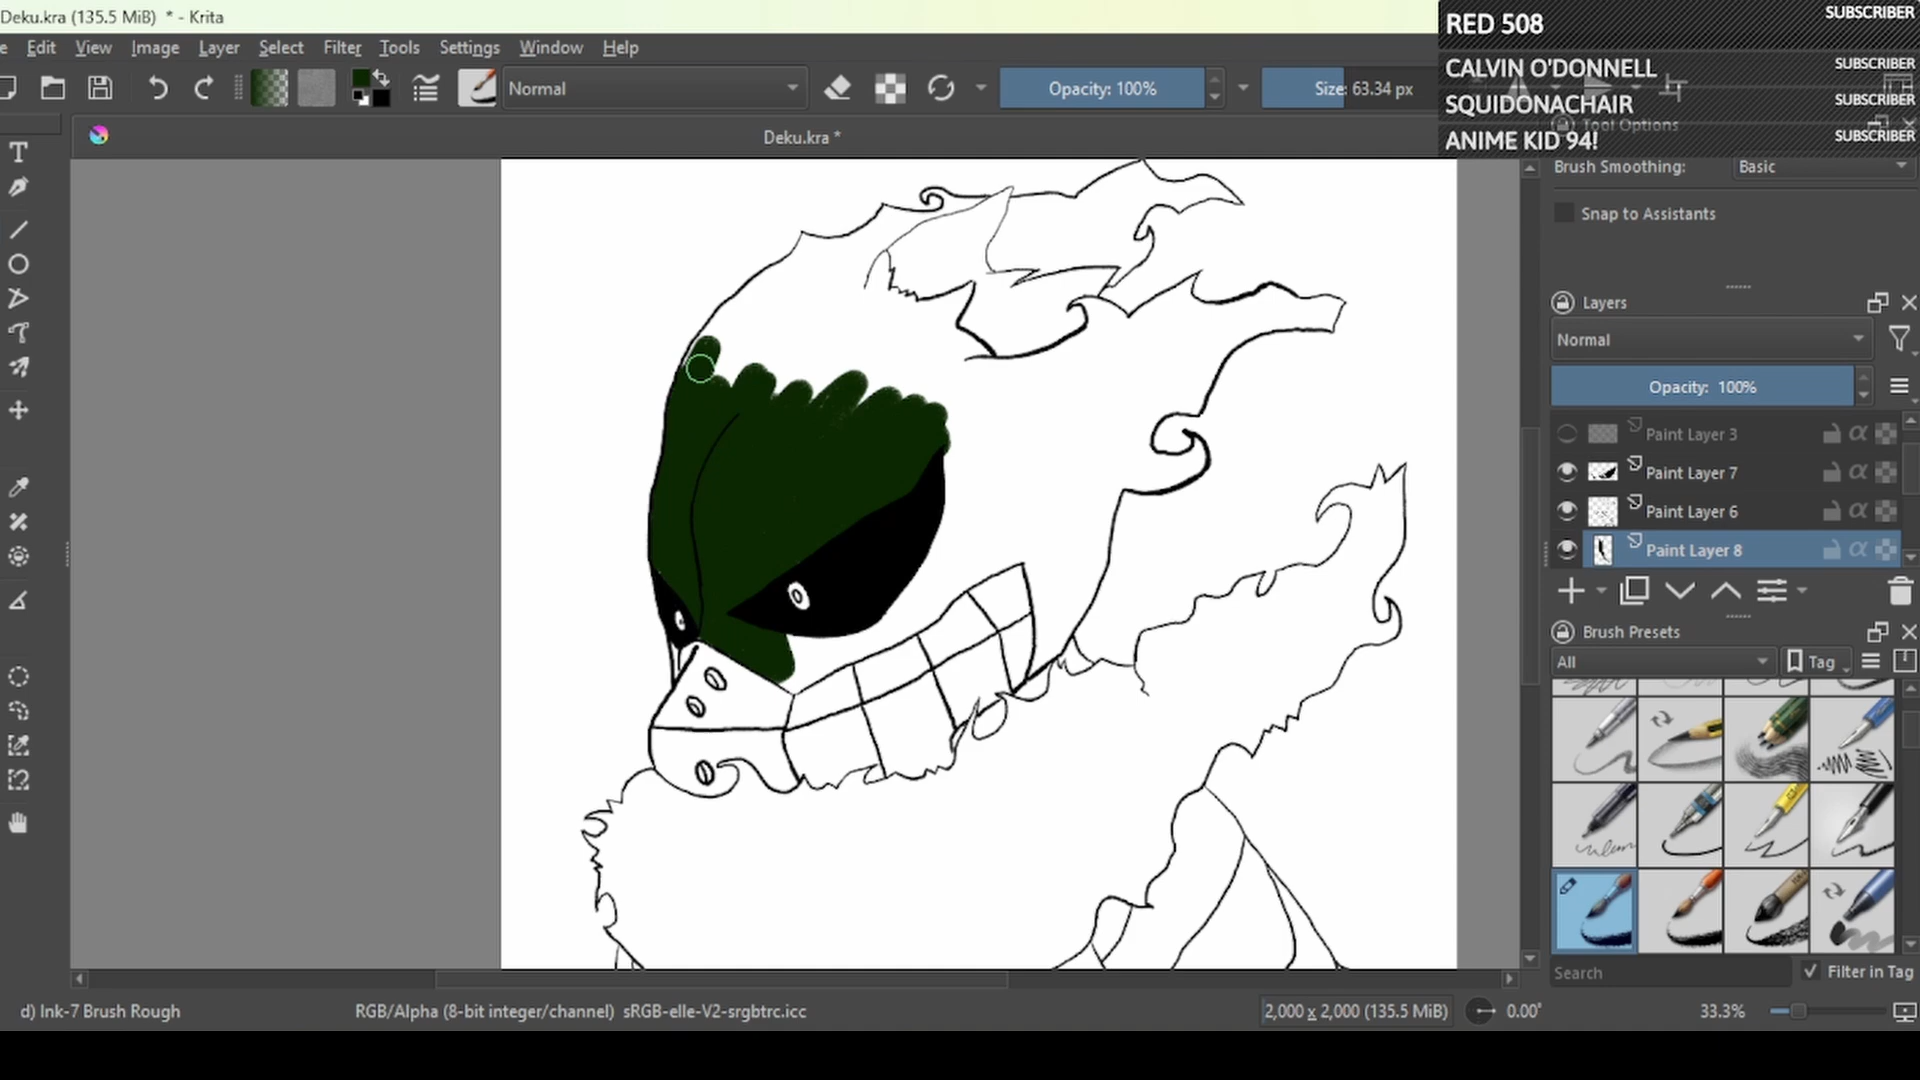 Deku.kra (135.5 MiB) * - Krita
RED 508 SUBSCRIBER
CALVIN O'DONNELL SUBSCRIBER
SQUIDONACHAIR SUBSCRIBER
ANIME KID 94! SUBSCRIBER
e Edit View Image Layer Select Filter Tools Settings Window Help
Normal
Opacity: 100%
Size: 63.34 px
Tool Options
Deku.kra *
Brush Smoothing: Basic
Snap to Assistants
Layers
Normal
Opacity: 100%
Paint Layer 3
Paint Layer 7
Paint Layer 6
Paint Layer 8
Brush Presets
All
Tag
Search
Filter in Tag
d) Ink-7 Brush Rough
RGB/Alpha (8-bit integer/channel) sRGB-elle-V2-srgbtrc.icc
2,000 x 2,000 (135.5 MiB)
0.00°
33.3%